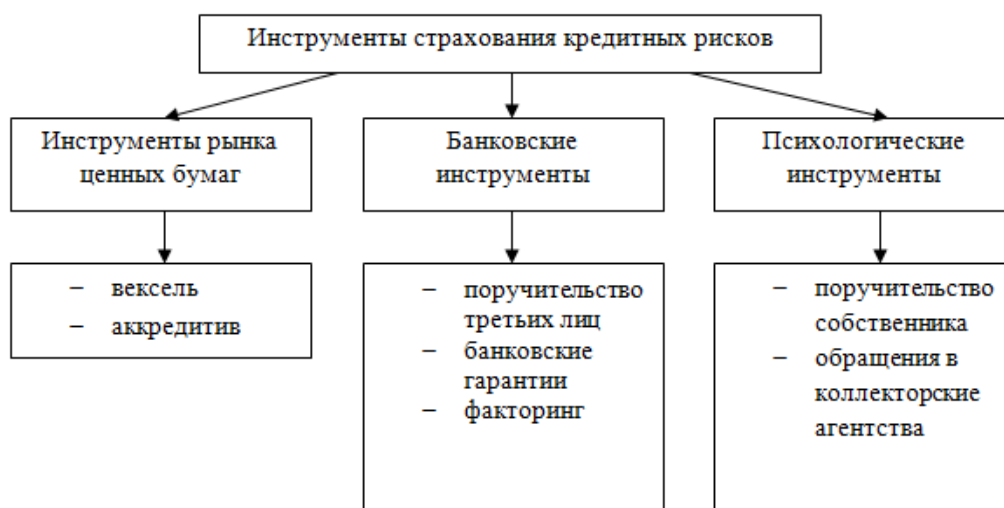 Инструменты страхования кредитных рисков
Инструменты рынка
ценных бумаг
Банковские
инструменты
Психологические
инструменты
– вексель
– аккредитив
– поручительство
третьих лиц
– банковские
гарантии
– факторинг
– поручительство
собственника
– обращения в
коллекторские
агентства